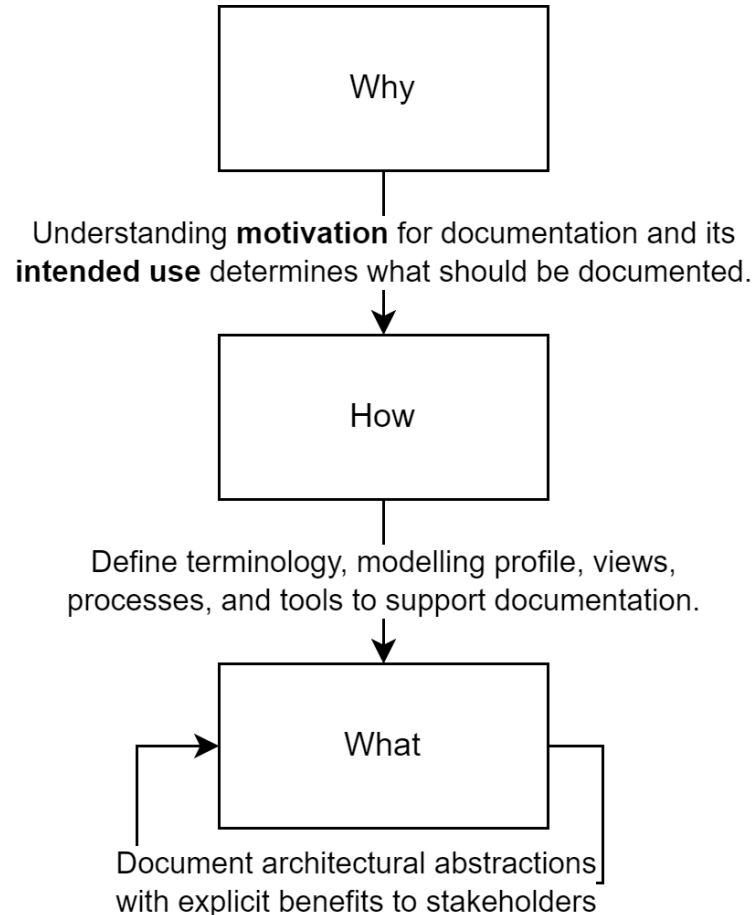 Why
Understanding motivation for documentation and its
intended use determines what should be documented.
How
Define terminology, modelling profile, views,
processes, and tools to support documentation.
What
Document architectural abstractions
with explicit benefits to stakeholders